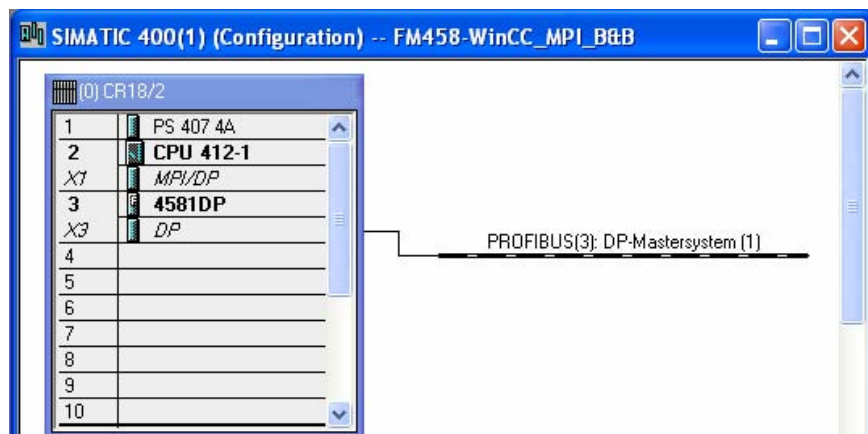 SIMATIC 400(1) (Configuration) -- FM458-WinCC_MPI_B&B
(0) CR18/2
1 PS 407 4A
2 CPU 412-1
X1 MPI/DP
3 4581DP
X3 DP
PROFIBUS(3): DP-Mastersystem (1)
4
5
6
7
8
9
10